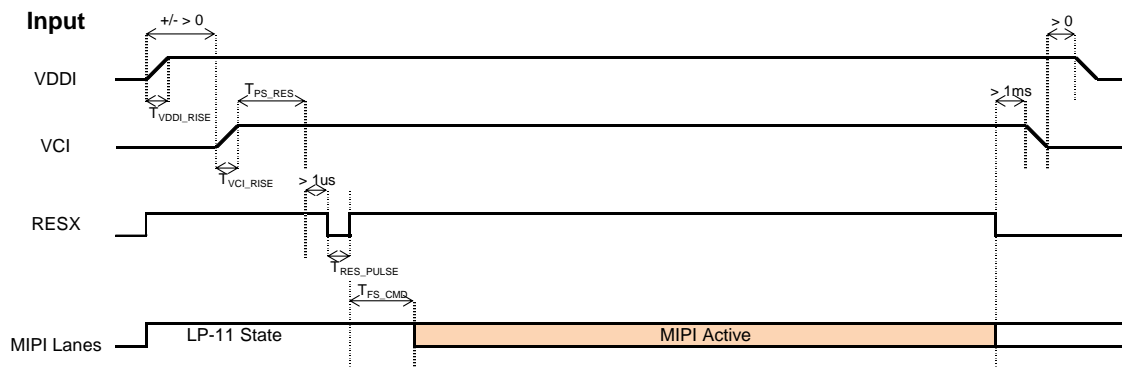 Input
+/- > 0
> 0
VDDI
T_VDDI_RISE
T_PS_RES
> 1ms
VCI
T_VCI_RISE
> 1us
RESX
T_RES_PULSE
T_FS_CMD
MIPI Lanes
LP-11 State
MIPI Active